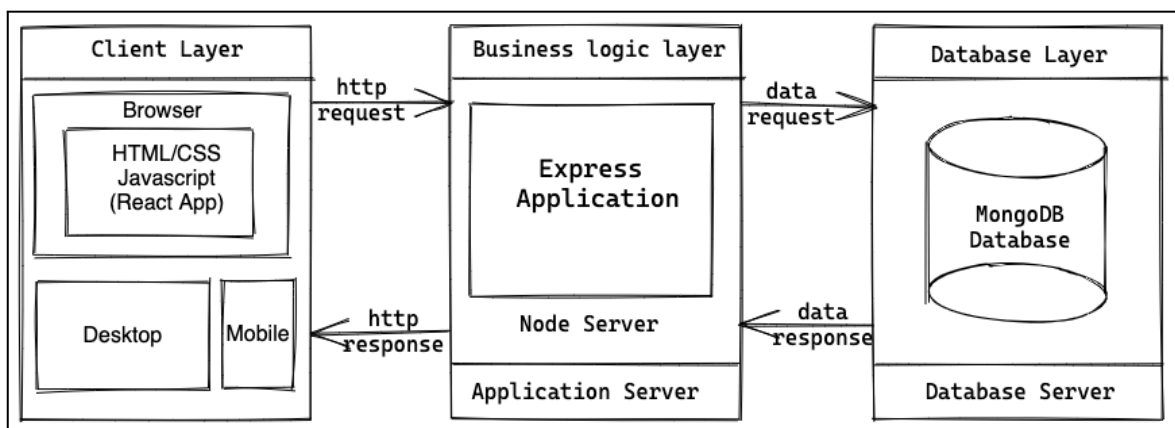 Client Layer
Browser
HTML/CSS
Javascript
(React App)
Desktop
Mobile
http
request
http
response
Business logic layer
Express
Application
Node Server
Application Server
data
request
data
response
Database Layer
MongoDB
Database
Database Server